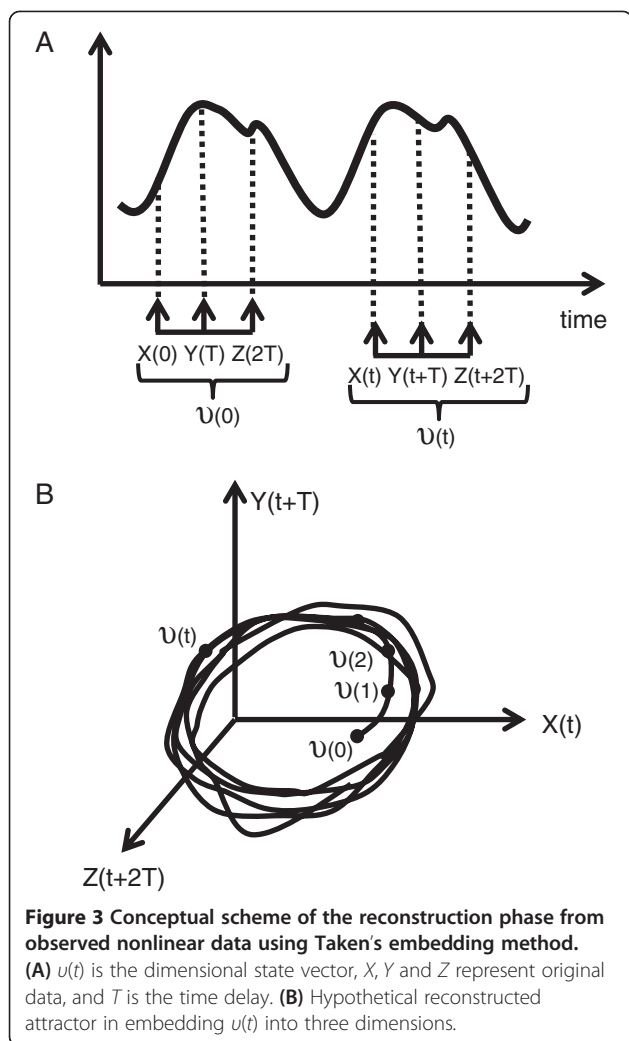 A
time
X(0) Y(T) Z(2T)
υ(0)
X(t) Y(t+T) Z(t+2T)
υ(t)
B
Y(t+T)
υ(t)
υ(2)
υ(1)
υ(0)
X(t)
Z(t+2T)
Figure 3 Conceptual scheme of the reconstruction phase from
observed nonlinear data using Taken's embedding method.
(A) υ(t) is the dimensional state vector, X, Y and Z represent original
data, and T is the time delay. (B) Hypothetical reconstructed
attractor in embedding υ(t) into three dimensions.